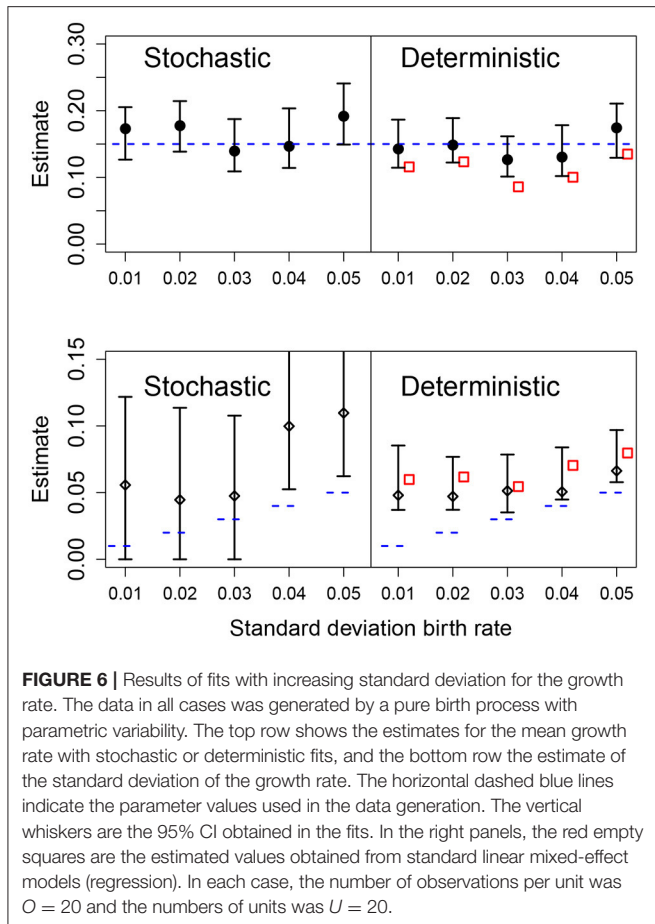 Stochastic Deterministic
Estimate
0.00 0.10 0.20 0.30
0.01 0.02 0.03 0.04 0.05 0.01 0.02 0.03 0.04 0.05
Stochastic Deterministic
Estimate
0.00 0.05 0.10 0.15
0.01 0.02 0.03 0.04 0.05 0.01 0.02 0.03 0.04 0.05
Standard deviation birth rate
FIGURE 6 | Results of fits with increasing standard deviation for the growth
rate. The data in all cases was generated by a pure birth process with
parametric variability. The top row shows the estimates for the mean growth
rate with stochastic or deterministic fits, and the bottom row the estimate of
the standard deviation of the growth rate. The horizontal dashed blue lines
indicate the parameter values used in the data generation. The vertical
whiskers are the 95% CI obtained in the fits. In the right panels, the red empty
squares are the estimated values obtained from standard linear mixed-effect
models (regression). In each case, the number of observations per unit was
O = 20 and the numbers of units was U = 20.